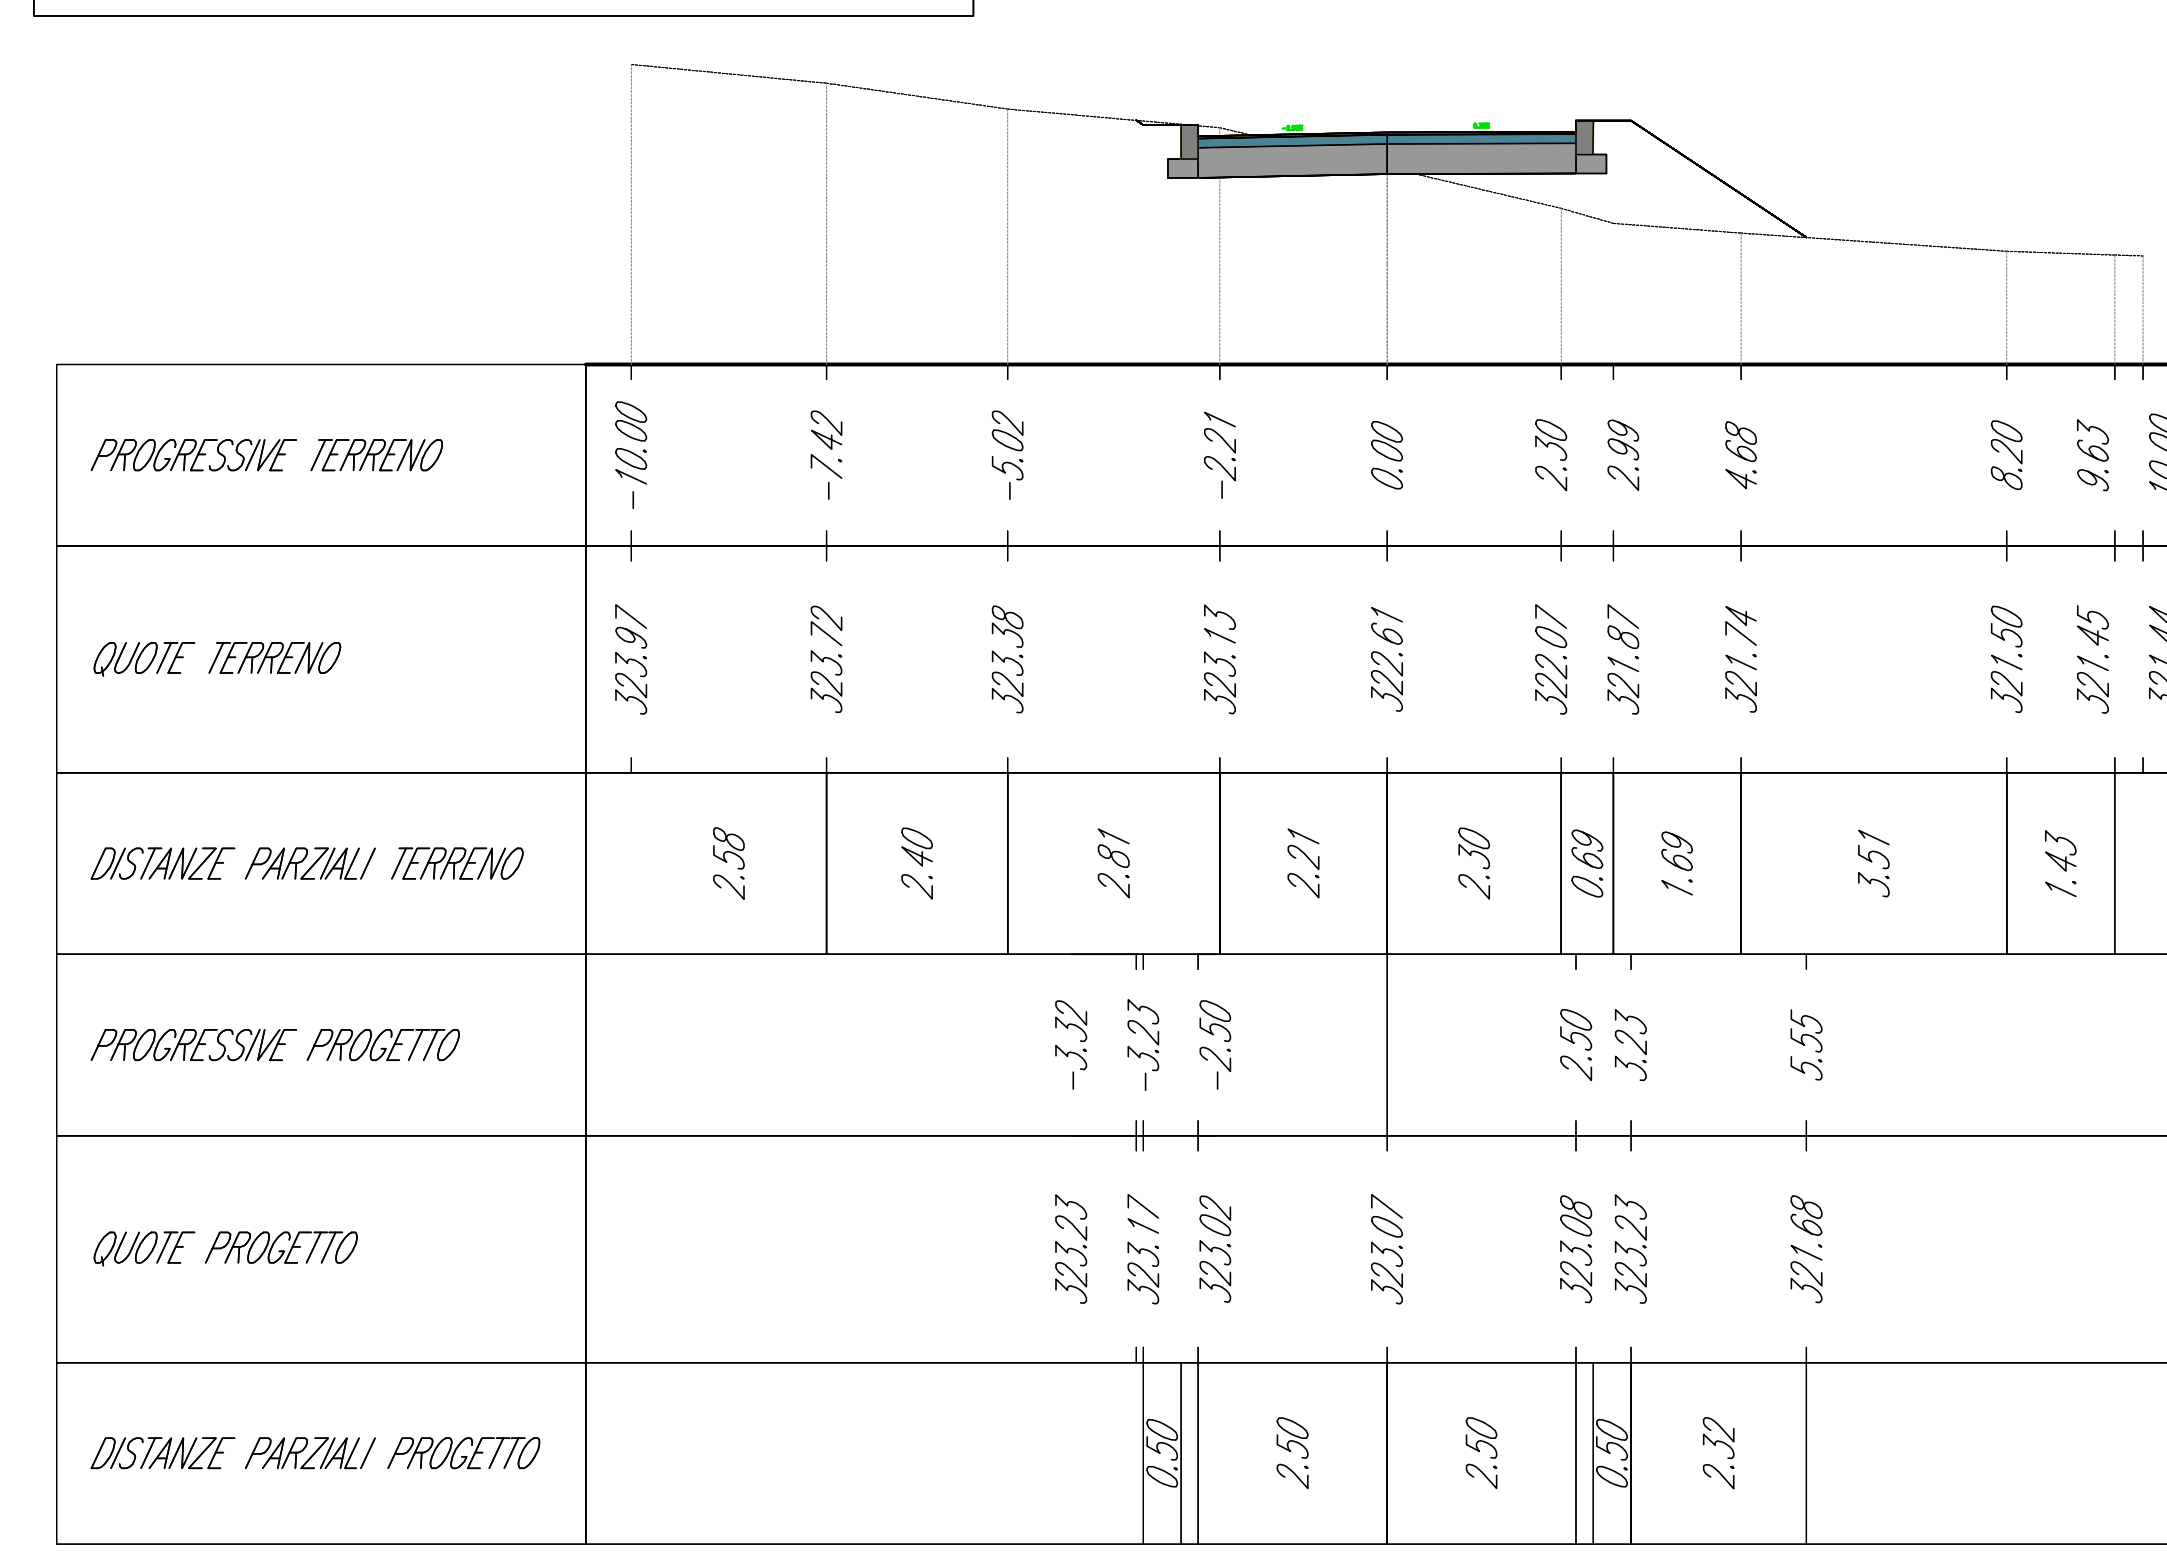 PROGRESSIVE TERRENO -10.00 -7.42 -5.02 -2.21 0.00 2.30 2.99 4.68 8.20 9.63 10.00
QUOTE TERRENO 323.97 323.72 323.38 323.13 322.61 322.07 321.87 321.74 321.50 321.45 321.44
DISTANZE PARZIALI TERRENO 2.58 2.40 2.81 2.21 2.30 0.69 1.69 3.51 1.43
PROGRESSIVE PROGETTO -3.32 -3.23 -2.50 2.50 3.23 5.55
QUOTE PROGETTO 323.23 323.17 323.02 323.07 323.08 323.23 321.68
DISTANZE PARZIALI PROGETTO 0.50 2.50 2.50 0.50 2.32